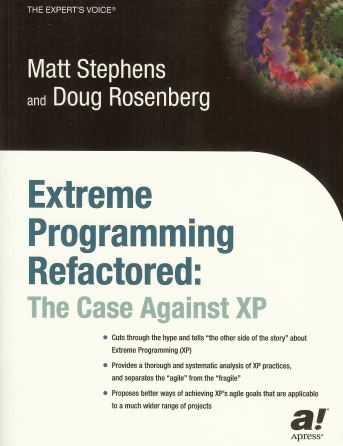 THE EXPERT'S VOICE®
Matt Stephens
and Doug Rosenberg
Extreme
Programming
Refactored:
The Case Against XP
• Cuts through the hype and tells “the other side of the story” about
Extreme Programming (XP)
• Provides a thorough and systematic analysis of XP practices,
and separates the “agile” from the “fragile”
• Proposes better ways of achieving XP's agile goals that are applicable
to a much wider range of projects
a!
Apress®